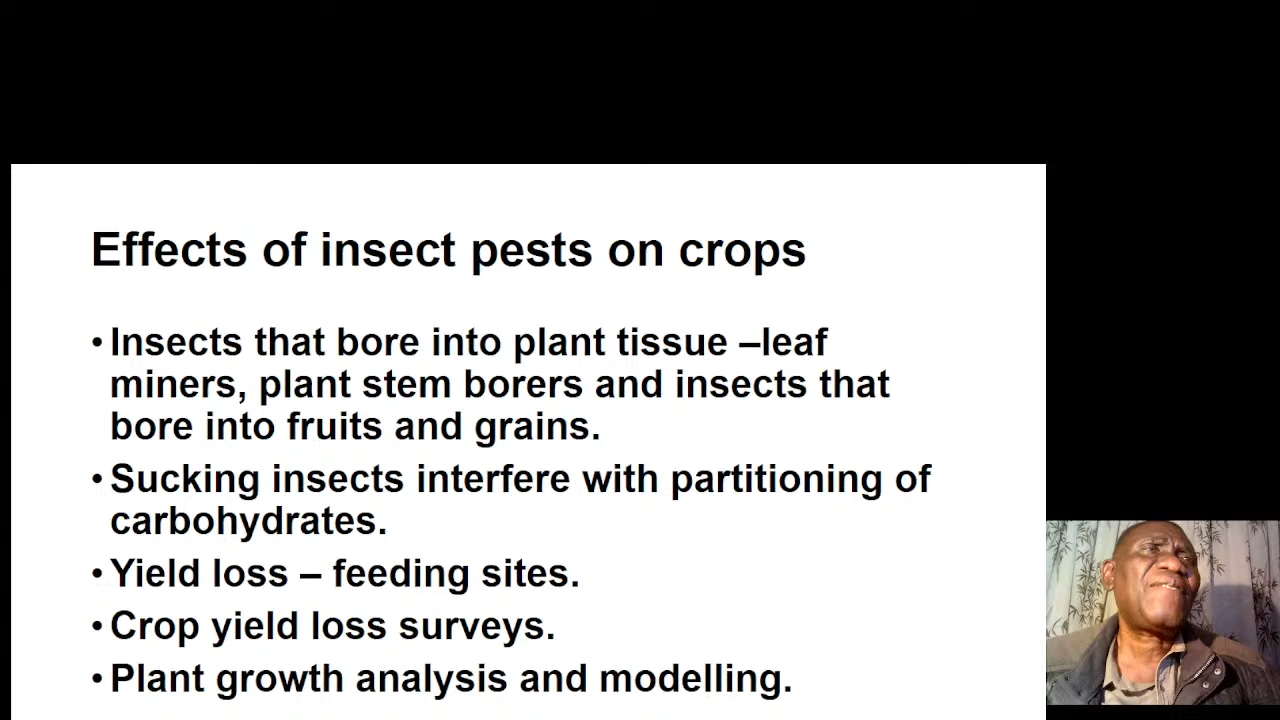 Effects of insect pests on crops
• Insects that bore into plant tissue –leaf
miners, plant stem borers and insects that
bore into fruits and grains.
• Sucking insects interfere with partitioning of
carbohydrates.
• Yield loss – feeding sites.
• Crop yield loss surveys.
• Plant growth analysis and modelling.